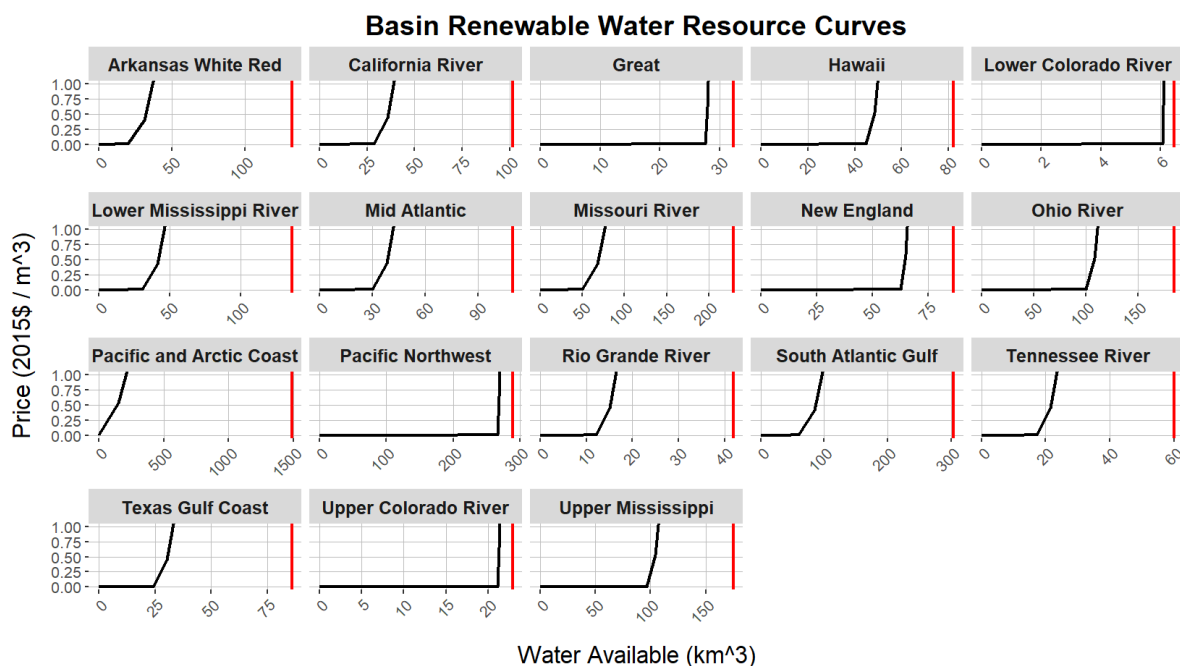 Basin Renewable Water Resource Curves
Arkansas White Red
California River
Great
Hawaii
Lower Colorado River
1.00
0.75
0.50
0.25
0.00
0 50 100
0 25 50 75 100
0 10 20 30
0 20 40 60 80
0 2 4 6
Lower Mississippi River
Mid Atlantic
Missouri River
New England
Ohio River
1.00
0.75
0.50
0.25
0.00
0 50 100
0 30 60 90
0 50 100 150 200
0 25 50 75
0 50 100 150
Pacific and Arctic Coast
Pacific Northwest
Rio Grande River
South Atlantic Gulf
Tennessee River
1.00
0.75
0.50
0.25
0.00
0 500 1000 1500
0 100 200 300
0 10 20 30 40
0 100 200 300
0 20 40 60
Texas Gulf Coast
Upper Colorado River
Upper Mississippi
1.00
0.75
0.50
0.25
0.00
0 25 50 75
0 5 10 15 20
0 50 100 150
Price (2015$ / m^3)
Water Available (km^3)